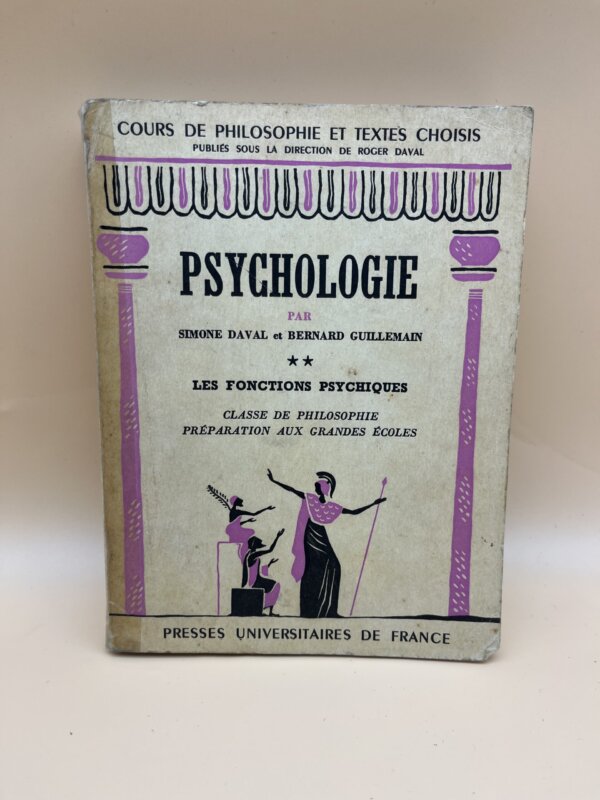 COURS DE PHILOSOPHIE ET TEXTES CHOISIS
PUBLIÉS SOUS LA DIRECTION DE ROGER DAVAL
PSYCHOLOGIE
PAR
SIMONE DAVAL et BERNARD GUILLEMAIN
★ ★
LES FONCTIONS PSYCHIQUES
CLASSE DE PHILOSOPHIE
PRÉPARATION AUX GRANDES ÉCOLES
PRESSES UNIVERSITAIRES DE FRANCE